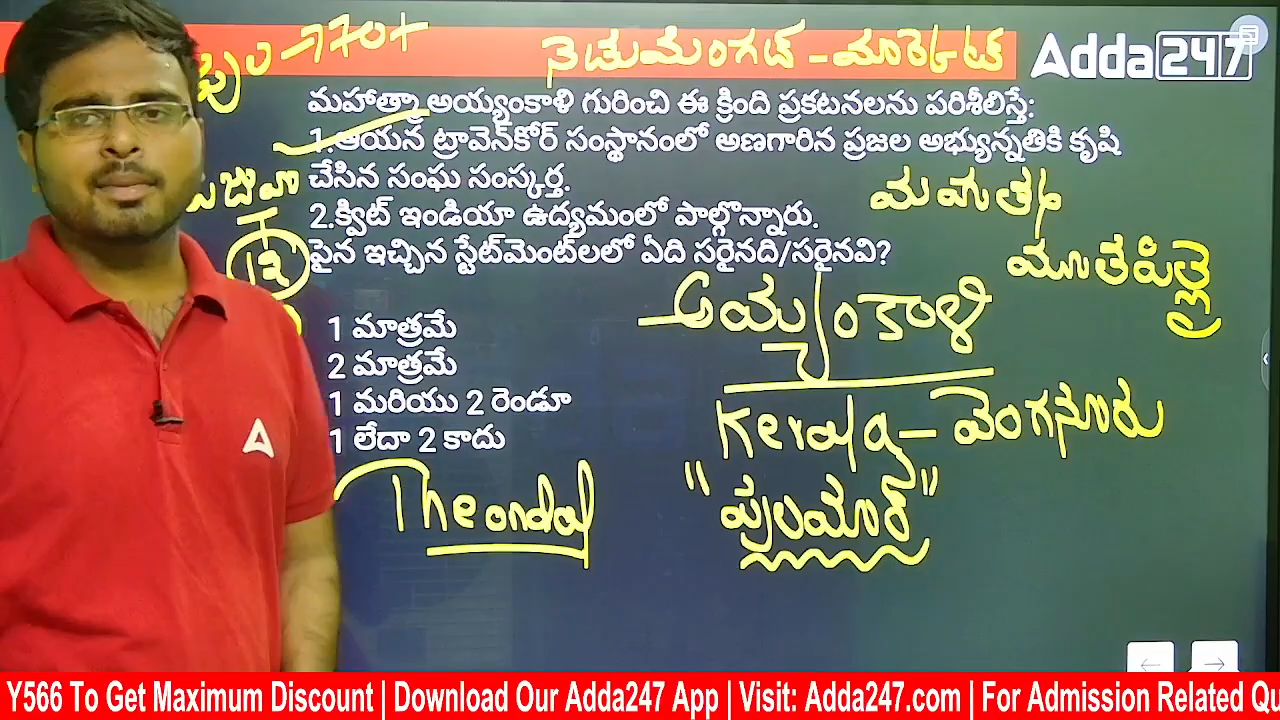 నెడుమంగడ్ - మార్కెట్
Adda247
మహాత్మా అయ్యంకాళి గురించి ఈ క్రింది ప్రకటనలను పరిశీలిస్తే:
1.ఆయన ట్రావెన్‌కోర్ సంస్థానంలో అణగారిన ప్రజల అభ్యున్నతికి కృషి
చేసిన సంఘ సంస్కర్త.
2.క్విట్ ఇండియా ఉద్యమంలో పాల్గొన్నారు.
పైన ఇచ్చిన స్టేట్‌మెంట్‌లలో ఏది సరైనది/సరైనవి?
1 మాత్రమే
2 మాత్రమే
1 మరియు 2 రెండూ
1 లేదా 2 కాదు
అయ్యంకాళి
Kerala - వెంగనూరు
"పులయార్"
Y566 To Get Maximum Discount | Download Our Adda247 App | Visit: Adda247.com | For Admission Related Qu